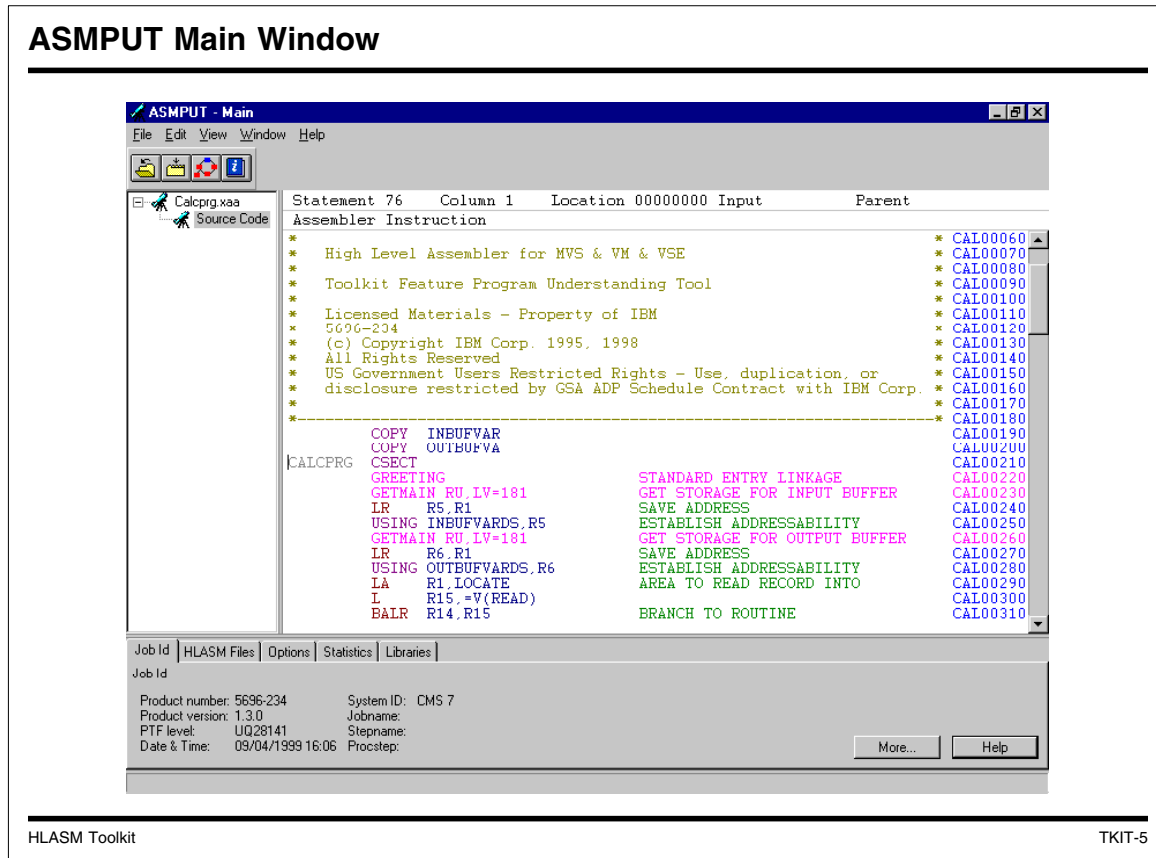 ASMPUT Main Window
ASMPUT - Main
File Edit View Window Help
Calcprg.xaa
Source Code
Statement 76 Column 1 Location 00000000 Input Parent
Assembler Instruction
* * CAL00060
* High Level Assembler for MVS & VM & VSE * CAL00070
* * CAL00080
* Toolkit Feature Program Understanding Tool * CAL00090
* * CAL00100
* Licensed Materials - Property of IBM * CAL00110
* 5696-234 * CAL00120
* (c) Copyright IBM Corp. 1995, 1998 * CAL00130
* All Rights Reserved * CAL00140
* US Government Users Restricted Rights - Use, duplication, or * CAL00150
* disclosure restricted by GSA ADP Schedule Contract with IBM Corp. * CAL00160
* * CAL00170
*---------------------------------------------------------------------* CAL00180
COPY INBUFVAR CAL00190
COPY OUTBUFVA CAL00200
CALCPRG CSECT CAL00210
GREETING STANDARD ENTRY LINKAGE CAL00220
GETMAIN RU,LV=181 GET STORAGE FOR INPUT BUFFER CAL00230
LR R5,R1 SAVE ADDRESS CAL00240
USING INBUFVARDS,R5 ESTABLISH ADDRESSABILITY CAL00250
GETMAIN RU,LV=181 GET STORAGE FOR OUTPUT BUFFER CAL00260
LR R6,R1 SAVE ADDRESS CAL00270
USING OUTBUFVARDS,R6 ESTABLISH ADDRESSABILITY CAL00280
LA R1,LOCATE AREA TO READ RECORD INTO CAL00290
L R15,=V(READ) CAL00300
BALR R14,R15 BRANCH TO ROUTINE CAL00310
Job Id HLASM Files Options Statistics Libraries
Job Id
Product number: 5696-234 System ID: CMS 7
Product version: 1.3.0 Jobname:
PTF level: UQ28141 Stepname:
Date & Time: 09/04/1999 16:06 Procstep:
More... Help
HLASM Toolkit TKIT-5